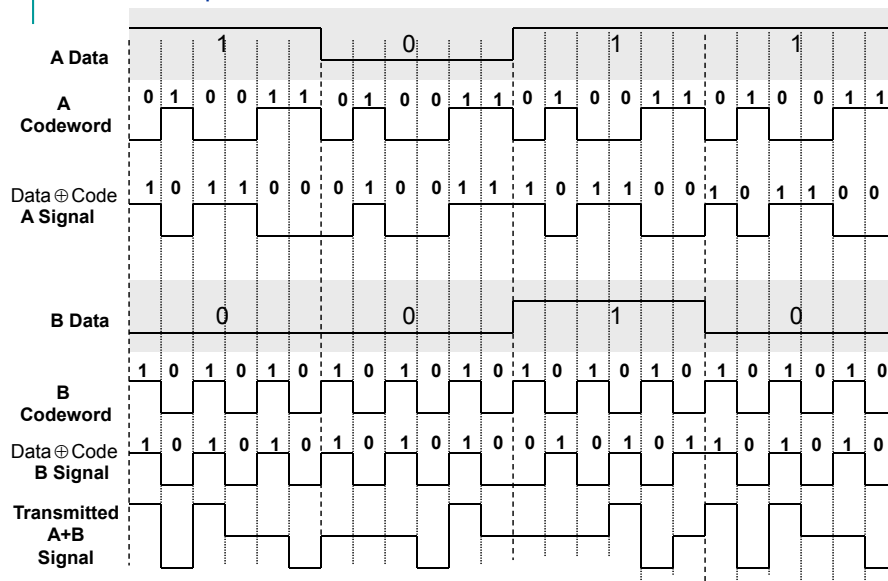 1 0 1 1
A Data
0 1 0 0 1 1 0 1 0 0 1 1 0 1 0 0 1 1 0 1 0 0 1 1
A
Codeword
1 0 1 1 0 0 0 1 0 0 1 1 1 0 1 1 0 0 1 0 1 1 0 0
Data ⊕ Code
A Signal
0 0 1 0
B Data
1 0 1 0 1 0 1 0 1 0 1 0 1 0 1 0 1 0 1 0 1 0 1 0
B
Codeword
1 0 1 0 1 0 1 0 1 0 1 0 0 1 0 1 0 1 1 0 1 0 1 0
Data ⊕ Code
B Signal
Transmitted
A+B
Signal